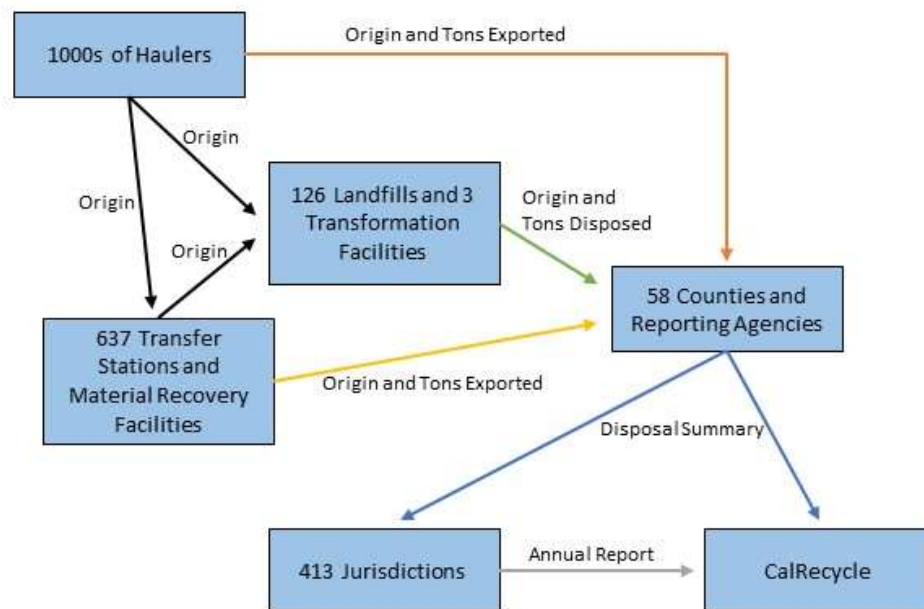 1000s of Haulers
Origin and Tons Exported
Origin
Origin
Origin
126 Landfills and 3
Transformation
Facilities
Origin and
Tons Disposed
58 Counties and
Reporting Agencies
637 Transfer
Stations and
Material Recovery
Facilities
Origin and Tons Exported
Disposal Summary
413 Jurisdictions
Annual Report
CalRecycle